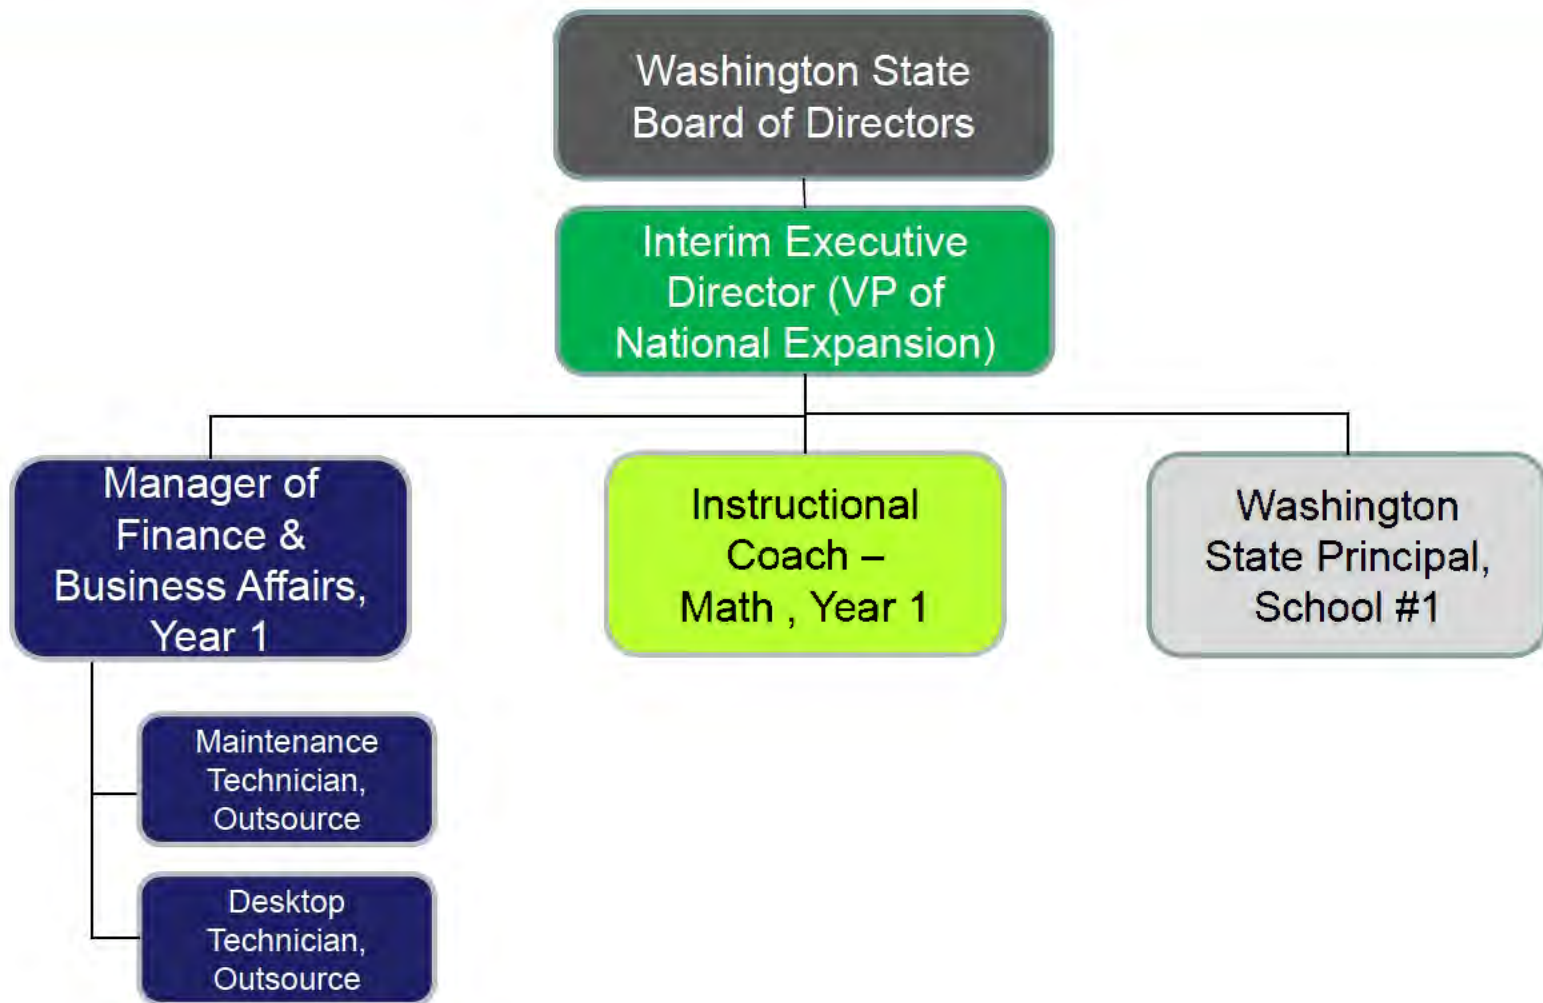 Washington State
Board of Directors
Interim Executive
Director (VP of
National Expansion)
Manager of
Finance &
Business Affairs,
Year 1
Instructional
Coach –
Math , Year 1
Washington
State Principal,
School #1
Maintenance
Technician,
Outsource
Desktop
Technician,
Outsource